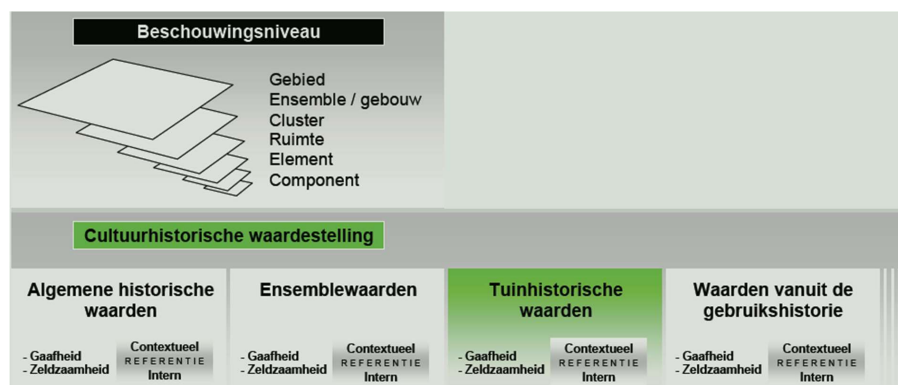 Beschouwingsniveau
Gebied
Ensemble / gebouw
Cluster
Ruimte
Element
Component
Cultuurhistorische waardestelling
Algemene historische
waarden
- Gaafheid
- Zeldzaamheid
Contextueel
REFERENTIE
Intern
Ensemblewaarden
- Gaafheid
- Zeldzaamheid
Contextueel
REFERENTIE
Intern
Tuinhistorische
waarden
- Gaafheid
- Zeldzaamheid
Contextueel
REFERENTIE
Intern
Waarden vanuit de
gebruikshistorie
- Gaafheid
- Zeldzaamheid
Contextueel
REFERENTIE
Intern